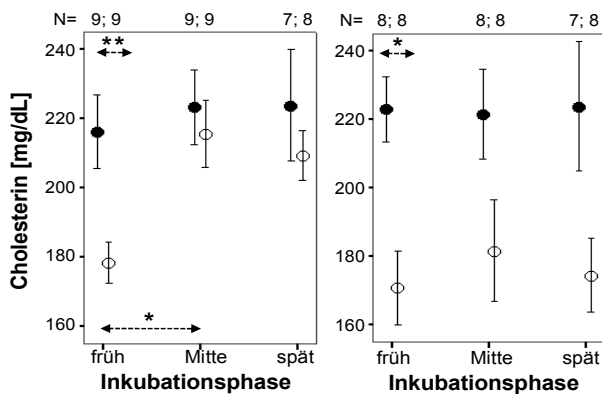 N= 9; 9 9; 9 7; 8
**
240
220
200
180
160
Cholesterin [mg/dL]
*
früh Mitte spät
Inkubationsphase
N= 8; 8 8; 8 7; 8
*
240
220
200
180
160
früh Mitte spät
Inkubationsphase